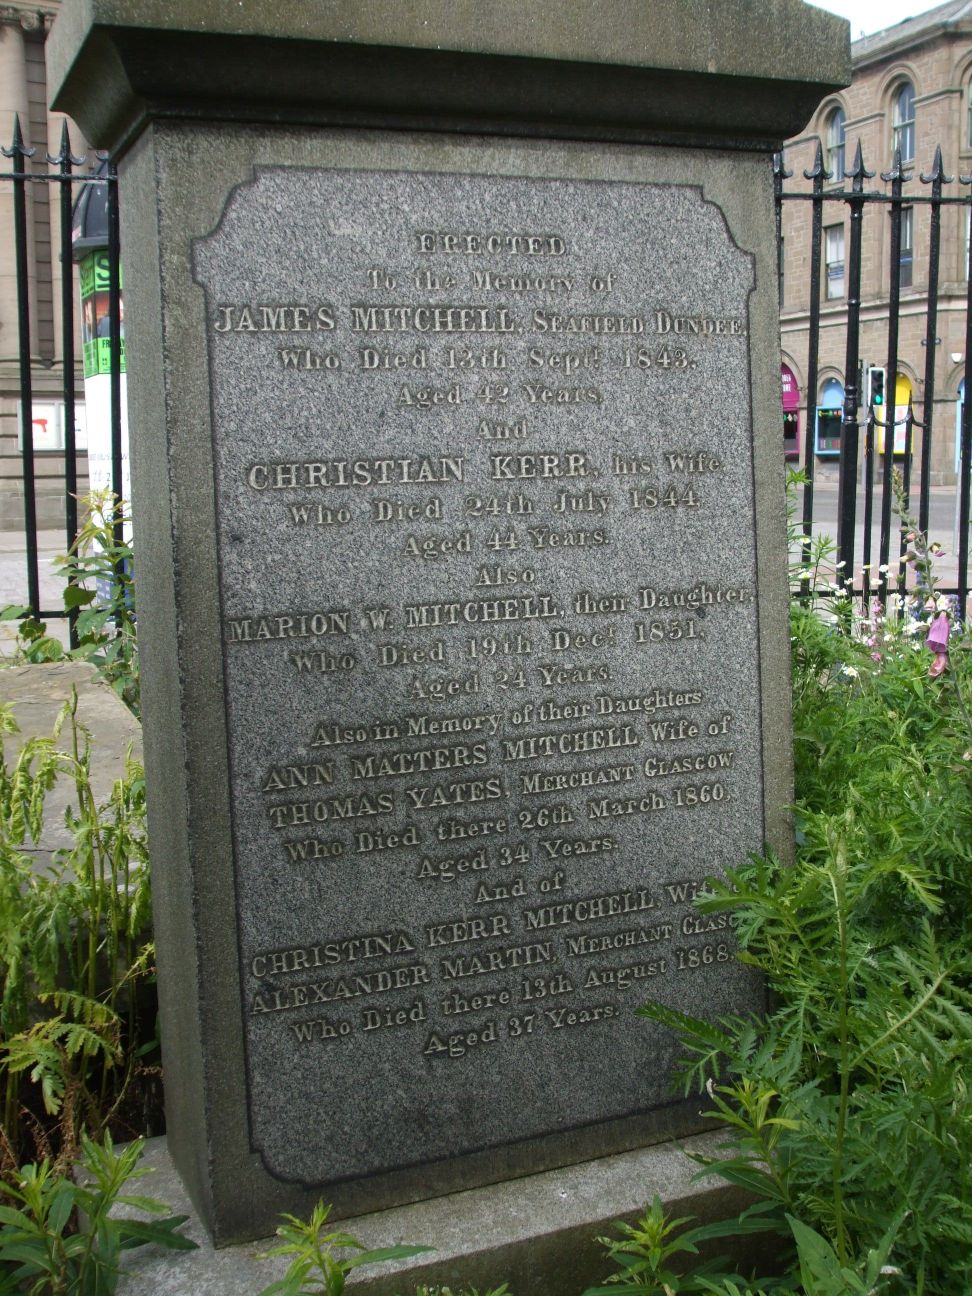 ERECTED
To the Memory of
JAMES MITCHELL, SEAFIELD DUNDEE,
Who Died 13th Sept: 1843.
Aged 42 Years.
And
CHRISTIAN KERR, his Wife
Who Died 24th July 1844.
Aged 44 Years.
Also
MARION W. MITCHELL, their Daughter,
Who Died 19th Dec: 1851,
Aged 24 Years.
Also in Memory of their Daughters
ANN MATTERS MITCHELL, Wife of
THOMAS YATES, MERCHANT GLASGOW
Who Died there 26th March 1860,
Aged 34 Years.
And of
CHRISTINA KERR MITCHELL,
ALEXANDER MARTIN, MERCHANT
Who Died there 13th August 1868.
Aged 37 Years.